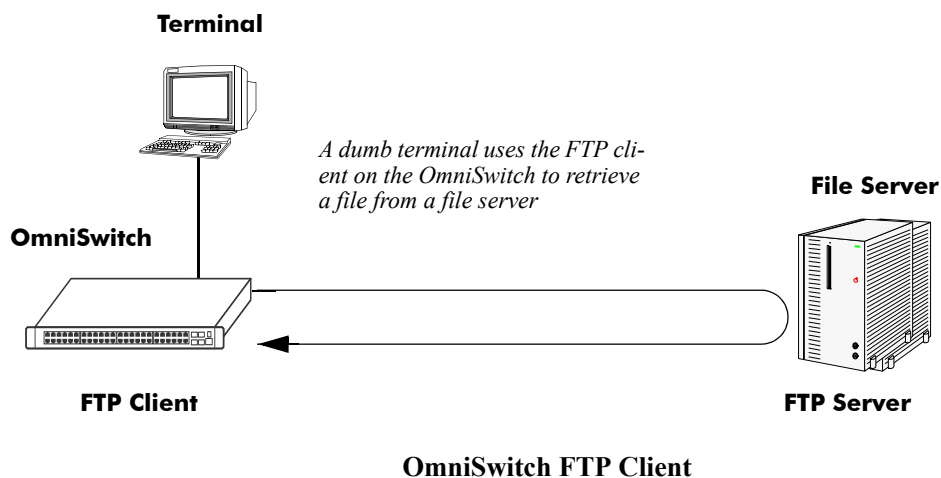 Terminal
A dumb terminal uses the FTP cli-
ent on the OmniSwitch to retrieve
a file from a file server
File Server
OmniSwitch
FTP Client
FTP Server
OmniSwitch FTP Client